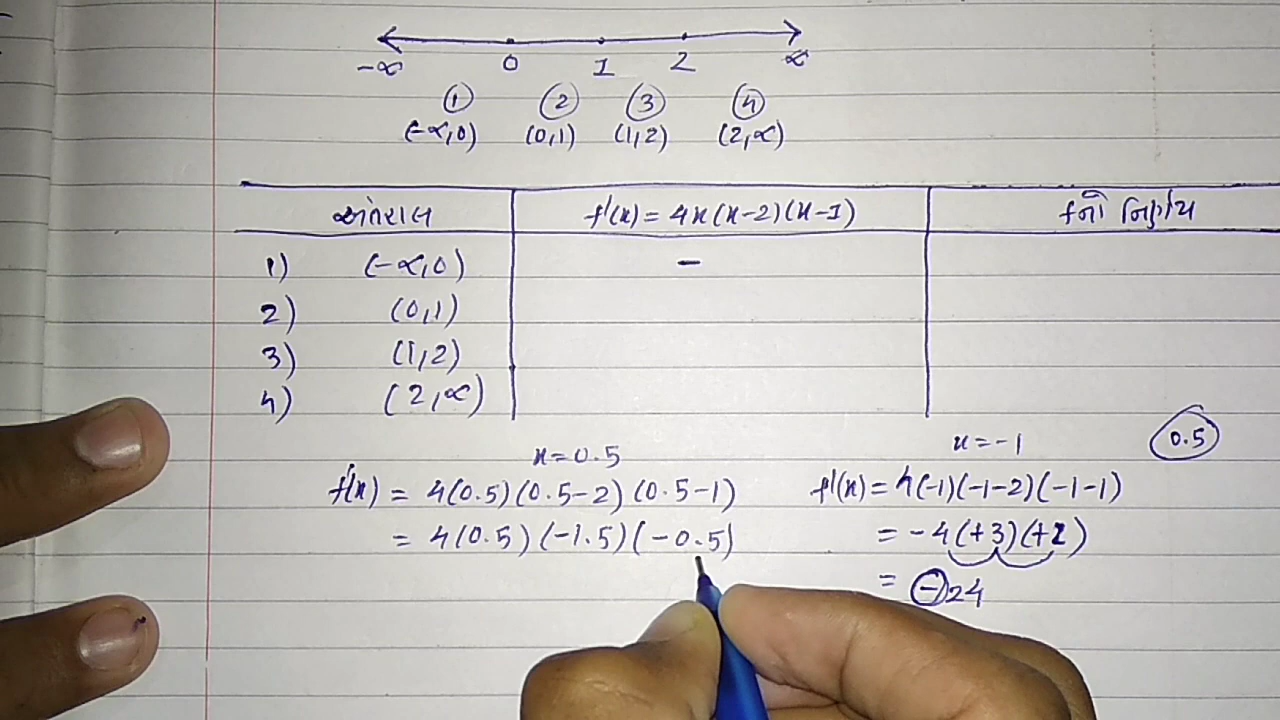 -∞ 0 1 2 ∞
① ② ③ ④
(-∞,0) (0,1) (1,2) (2,∞)
અંતરાલ f'(x) = 4x(x-2)(x-1) f નો નિર્ણય
1) (-∞,0) -
2) (0,1)
3) (1,2)
4) (2,∞)
x=0.5
f'(x) = 4(0.5)(0.5-2)(0.5-1)
= 4(0.5)(-1.5)(-0.5)
x=-1
f'(x) = 4(-1)(-1-2)(-1-1)
= -4(+3)(+2)
= -24
0.5